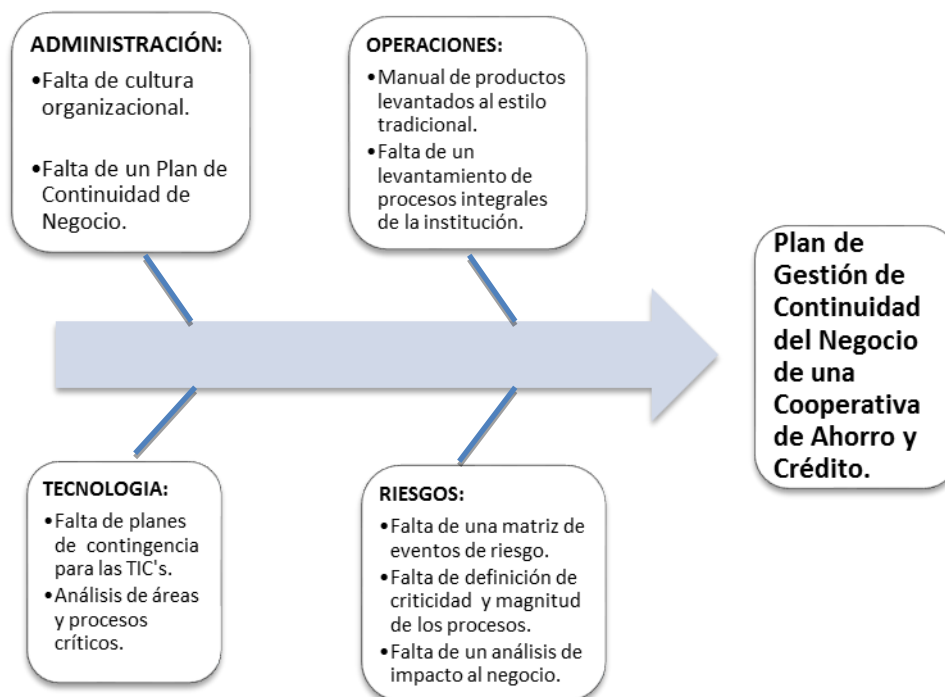 ADMINISTRACIÓN:
•Falta de cultura
organizacional.
•Falta de un Plan de
Continuidad de
Negocio.
OPERACIONES:
•Manual de productos
levantados al estilo
tradicional.
•Falta de un
levantamiento de
procesos integrales
de la institución.
Plan de
Gestión de
Continuidad
del Negocio
de una
Cooperativa
de Ahorro y
Crédito.
TECNOLOGIA:
•Falta de planes
de contingencia
para las TIC's.
•Análisis de áreas
y procesos
críticos.
RIESGOS:
•Falta de una matriz de
eventos de riesgo.
•Falta de definición de
criticidad y magnitud
de los procesos.
•Falta de un análisis de
impacto al negocio.